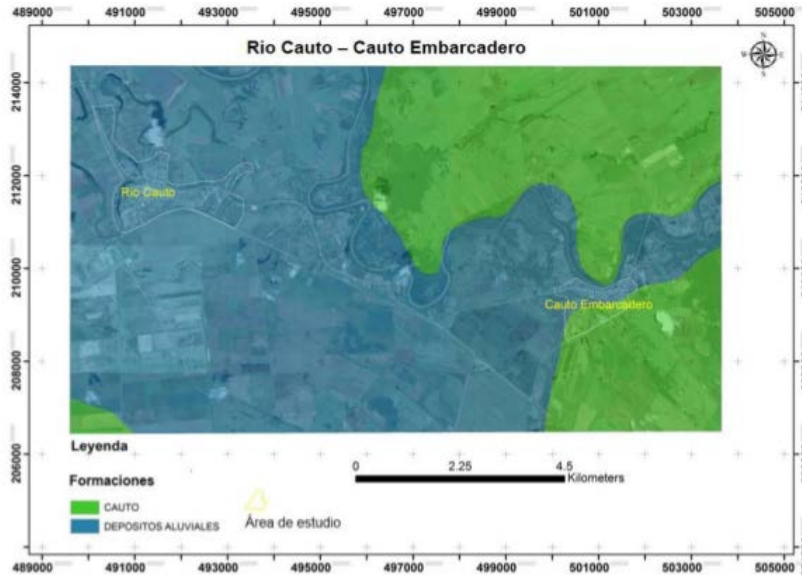 489000 491000 493000 495000 497000 499000 501000 503000 505000
Rio Cauto – Cauto Embarcadero
N
214000
212000
Rio Cauto
210000
Cauto Embarcadero
208000
206000
Leyenda
Formaciones
CAUTO
DEPOSITOS ALUVIALES
Área de estudio
0 2.25 4.5
Kilometers
489000 491000 493000 495000 497000 499000 501000 503000 505000